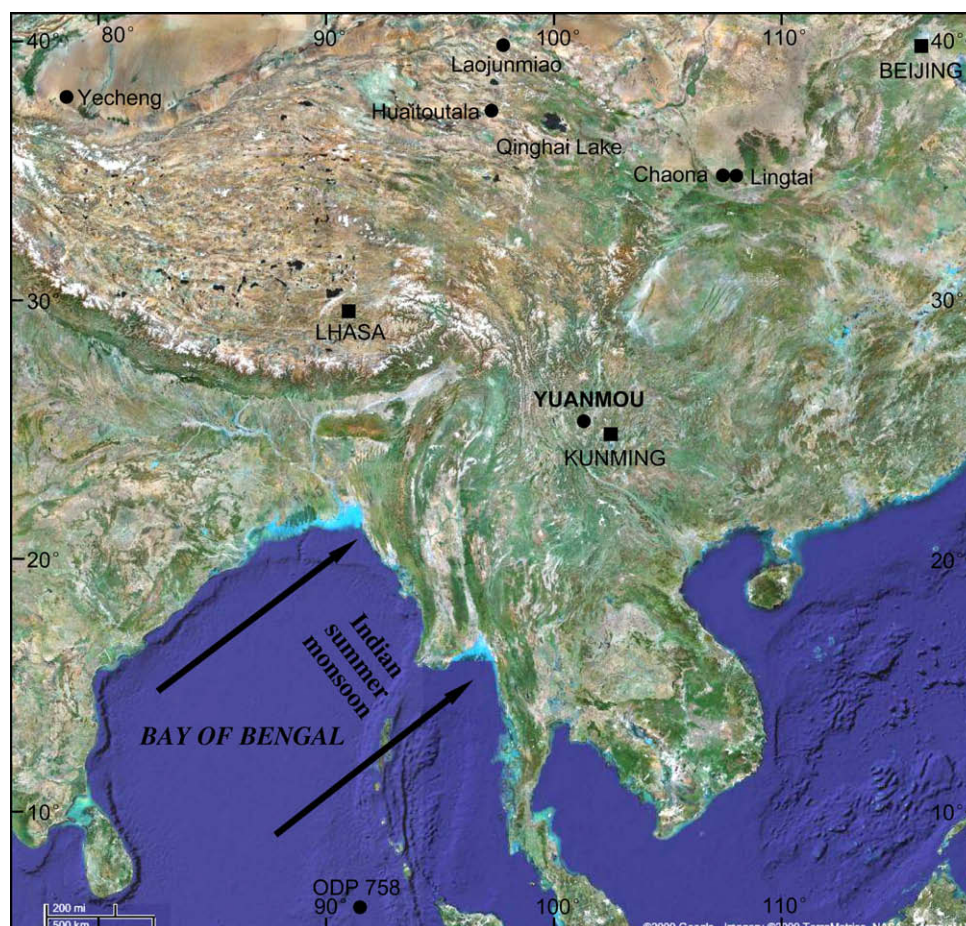 40°
80°
90°
100°
110°
40°
Laojunmiao
BEIJING
Yecheng
Huaitoutala
Qinghai Lake
Chaona
Lingtai
30°
30°
LHASA
YUANMOU
KUNMING
20°
20°
Indian
summer
monsoon
BAY OF BENGAL
10°
10°
ODP 758
90°
100°
110°
200 mi
500 km